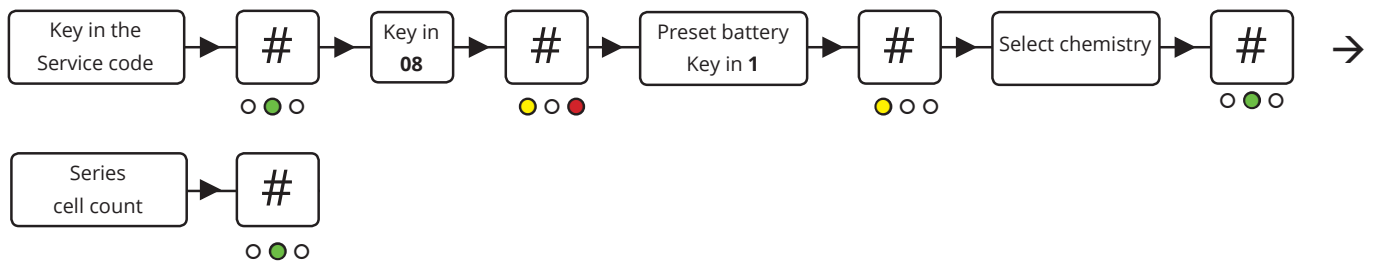 Key in the
Service code
#
Key in
08
#
Preset battery
Key in 1
#
Select chemistry
#
→
Series
cell count
#